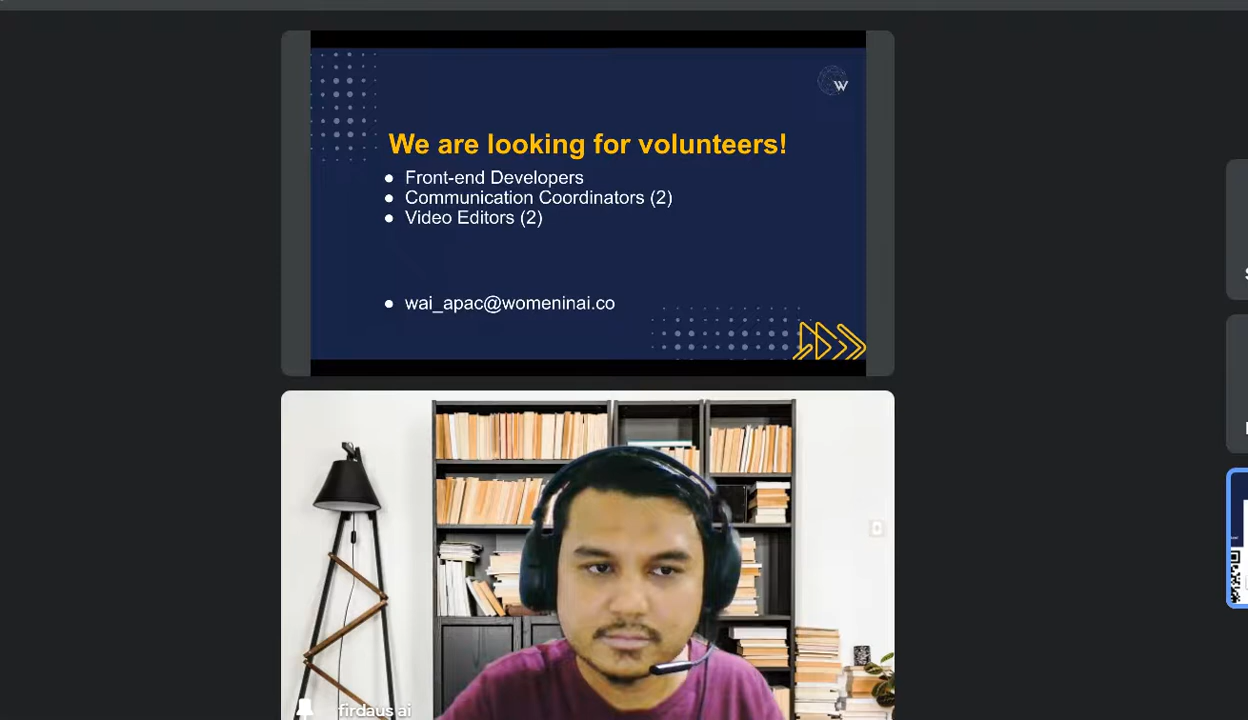 W
We are looking for volunteers!
● Front-end Developers
● Communication Coordinators (2)
● Video Editors (2)
● wai_apac@womeninai.co
firdaus ai